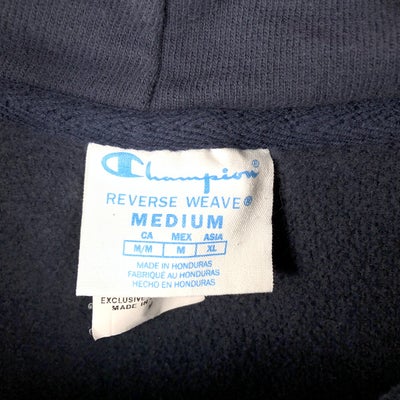 Champion®
REVERSE WEAVE®
MEDIUM
CA MEX ASIA
M/M M XL
MADE IN HONDURAS
FABRIQUÉ AU HONDURAS
HECHO EN HONDURAS
EXCLUSIVE
MADE IN